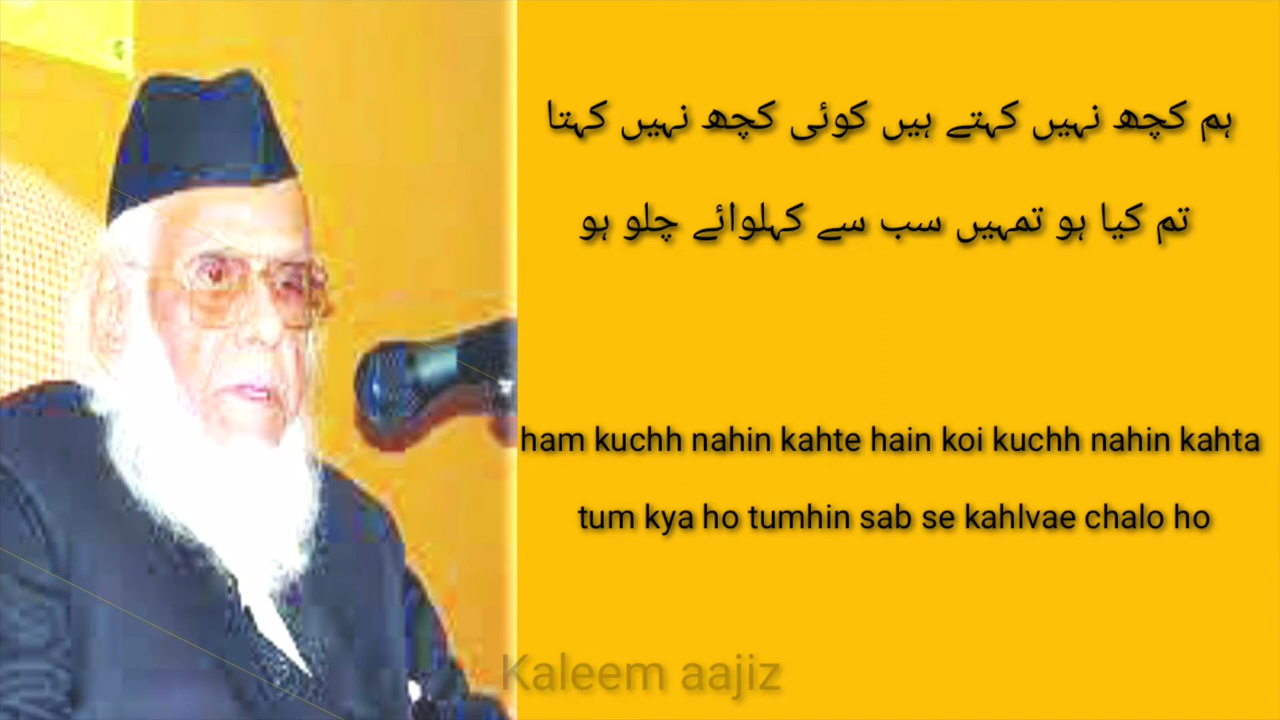 ہم کچھ نہیں کہتے ہیں کوئی کچھ نہیں کہتا
تم کیا ہو تمہیں سب سے کہلوائے چلو ہو
ham kuchh nahin kahte hain koi kuchh nahin kahta
tum kya ho tumhin sab se kahlvae chalo ho
Kaleem aajiz